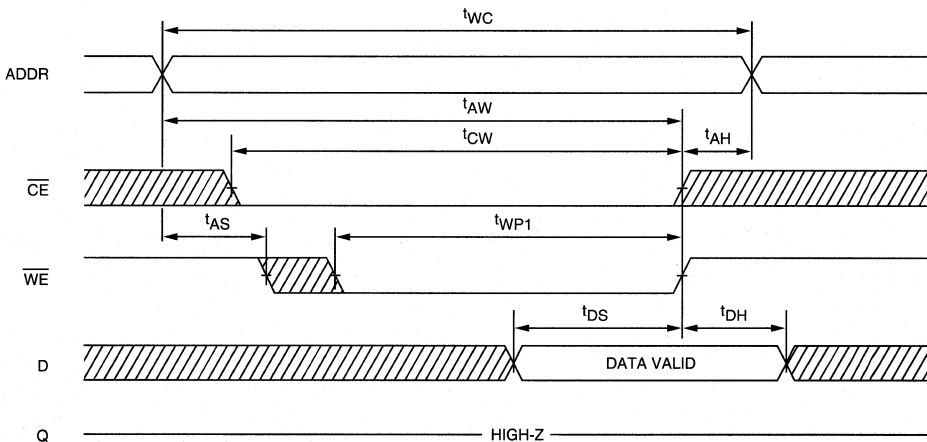 tWC
ADDR
tAW
tCW
tAH
CE
tAS
tWP1
WE
tDS
tDH
D
DATA VALID
Q
HIGH-Z